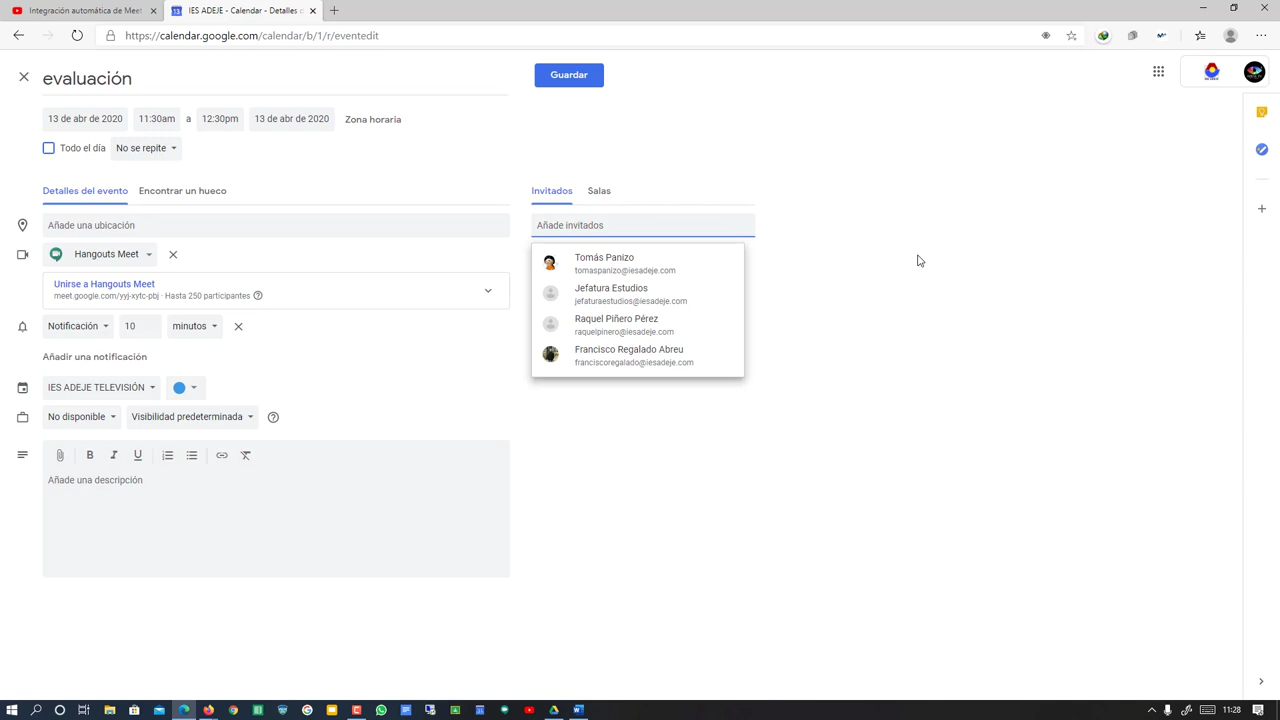 Integración automática de Meet
IES ADEJE - Calendar - Detalles d
https://calendar.google.com/calendar/b/1/r/eventedit
evaluación
Guardar
13 de abr de 2020
11:30am
a
12:30pm
13 de abr de 2020
Zona horaria
Todo el día
No se repite
Detalles del evento
Encontrar un hueco
Invitados
Salas
Añade una ubicación
Añade invitados
Hangouts Meet
Tomás Panizo
tomaspanizo@iesadeje.com
Unirse a Hangouts Meet
meet.google.com/yyj-xytc-pbj · Hasta 250 participantes
Jefatura Estudios
jefaturaestudios@iesadeje.com
Raquel Piñero Pérez
raquelpinero@iesadeje.com
Francisco Regalado Abreu
franciscoregalado@iesadeje.com
Notificación
10
minutos
Añadir una notificación
IES ADEJE TELEVISIÓN
No disponible
Visibilidad predeterminada
B I U
Añade una descripción
11:28